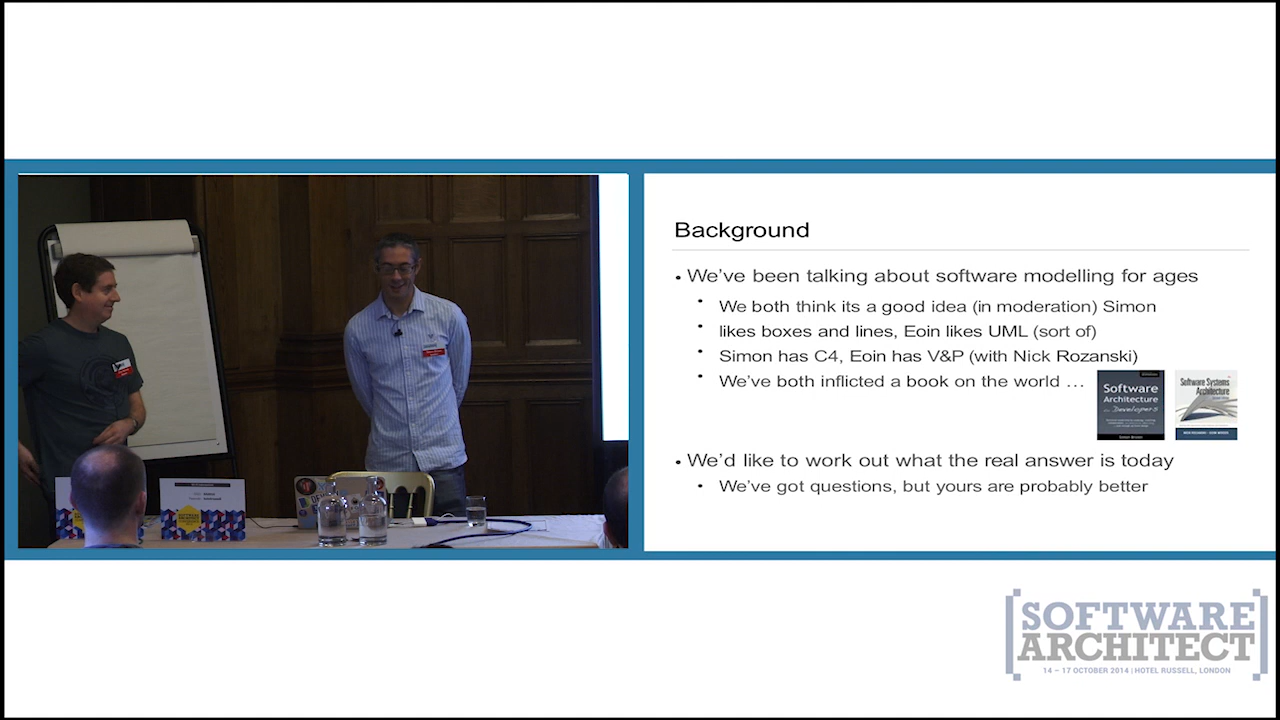 Background
We've been talking about software modelling for ages
We both think its a good idea (in moderation) Simon
likes boxes and lines, Eoin likes UML (sort of)
Simon has C4, Eoin has V&P (with Nick Rozanski)
We've both inflicted a book on the world …
Software
Architecture
for
Developers
Software Systems
Architecture
We'd like to work out what the real answer is today
We've got questions, but yours are probably better
[SOFTWARE]
[ARCHITECT]
14 – 17 OCTOBER 2014 | HOTEL RUSSELL, LONDON